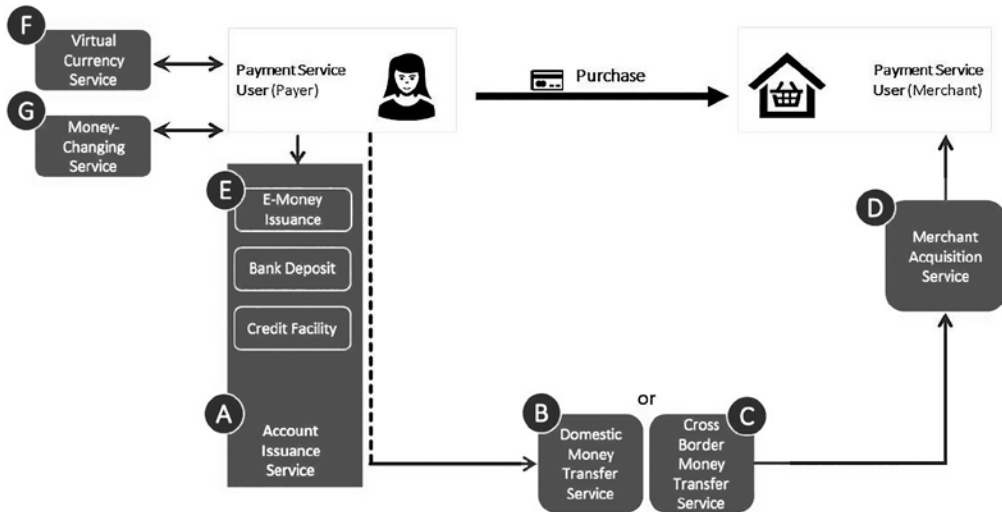 F
Virtual
Currency
Service
G
Money-
Changing
Service
Payment Service
User (Payer)
Purchase
Payment Service
User (Merchant)
E
E-Money
Issuance
Bank Deposit
Credit Facility
A
Account
Issuance
Service
D
Merchant
Acquisition
Service
or
B
Domestic
Money
Transfer
Service
C
Cross
Border
Money
Transfer
Service